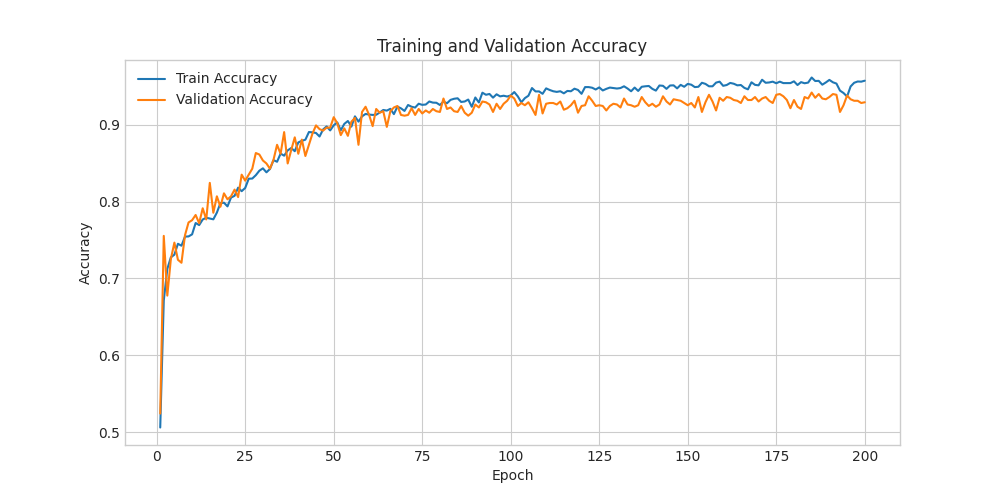 Training and Validation Accuracy
Train Accuracy
Validation Accuracy
Accuracy
0.9
0.8
0.7
0.6
0.5
0 25 50 75 100 125 150 175 200
Epoch